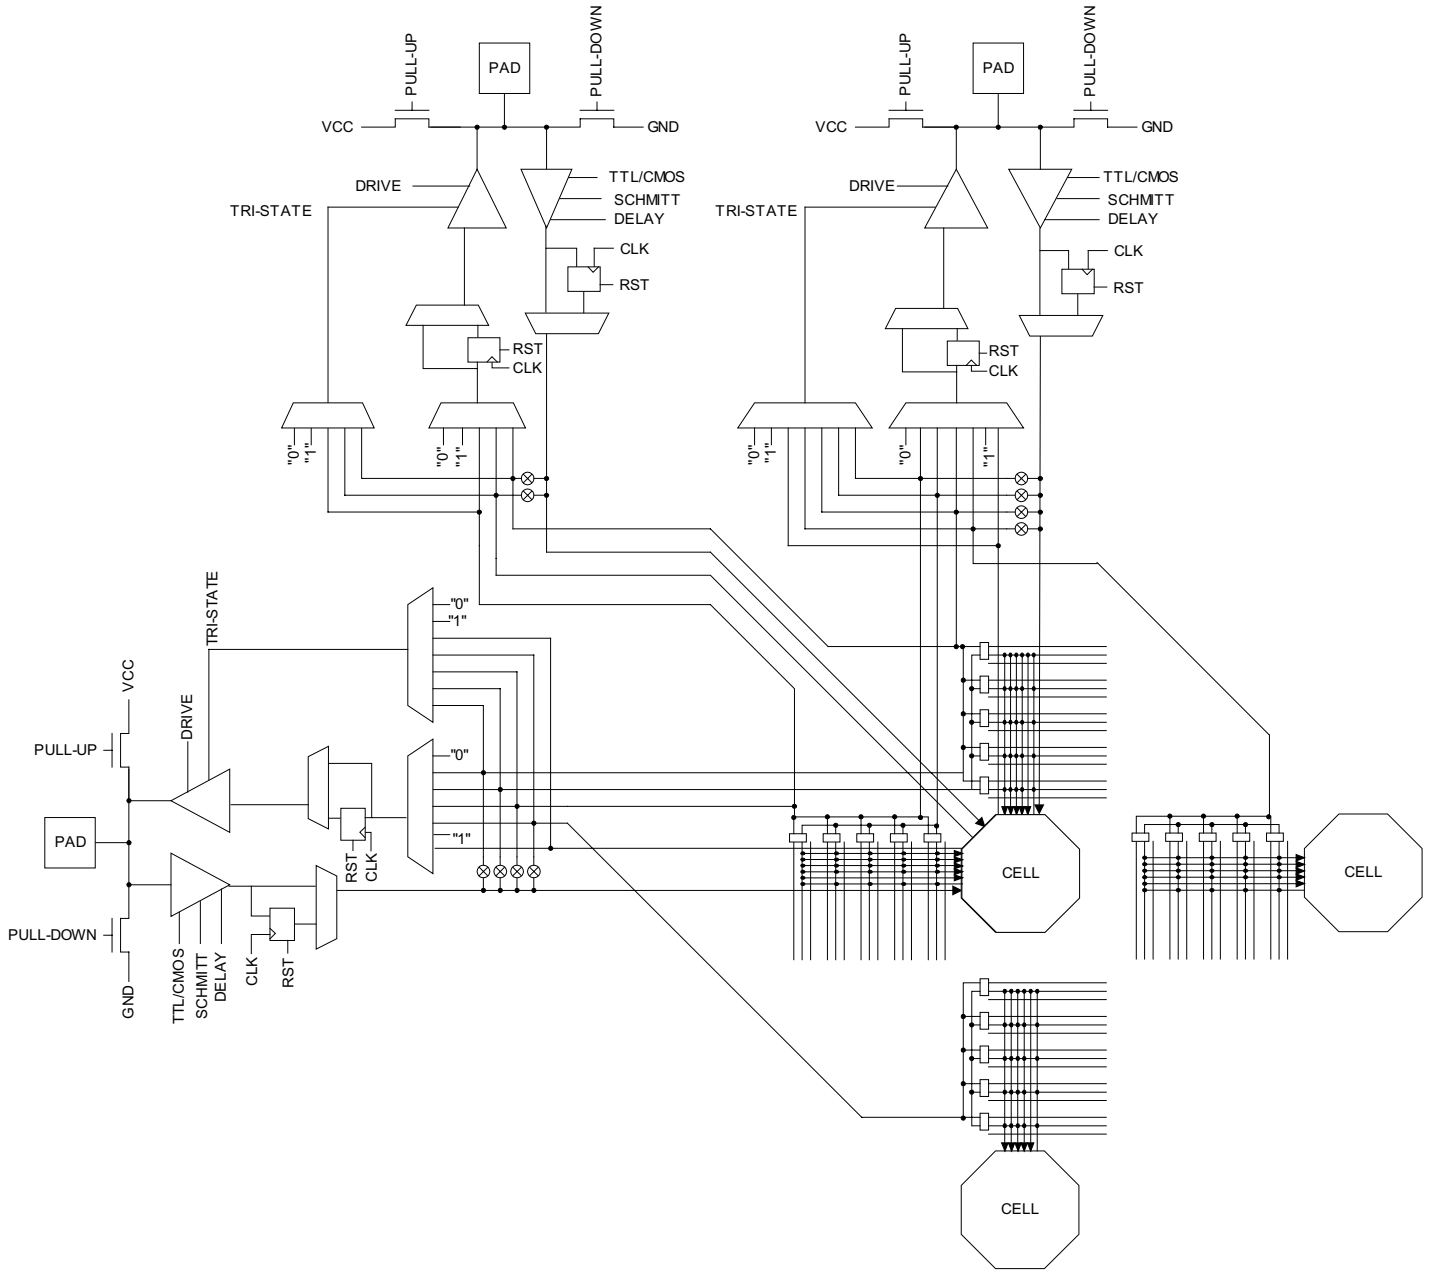 PULL-UP
PAD
PULL-DOWN
VCC
GND
DRIVE
TTL/CMOS
SCHMITT
TRI-STATE
DELAY
CLK
RST
RST
CLK
"0"
"1"
"0"
"1"
PULL-UP
PAD
PULL-DOWN
VCC
GND
DRIVE
TTL/CMOS
SCHMITT
TRI-STATE
DELAY
CLK
RST
RST
CLK
"0"
"1"
"0"
"1"
TRI-STATE
"0"
"1"
VCC
DRIVE
PULL-UP
"0"
PAD
"1"
RST
CLK
CELL
CELL
PULL-DOWN
GND
TTL/CMOS
SCHMITT
DELAY
CLK
RST
CELL